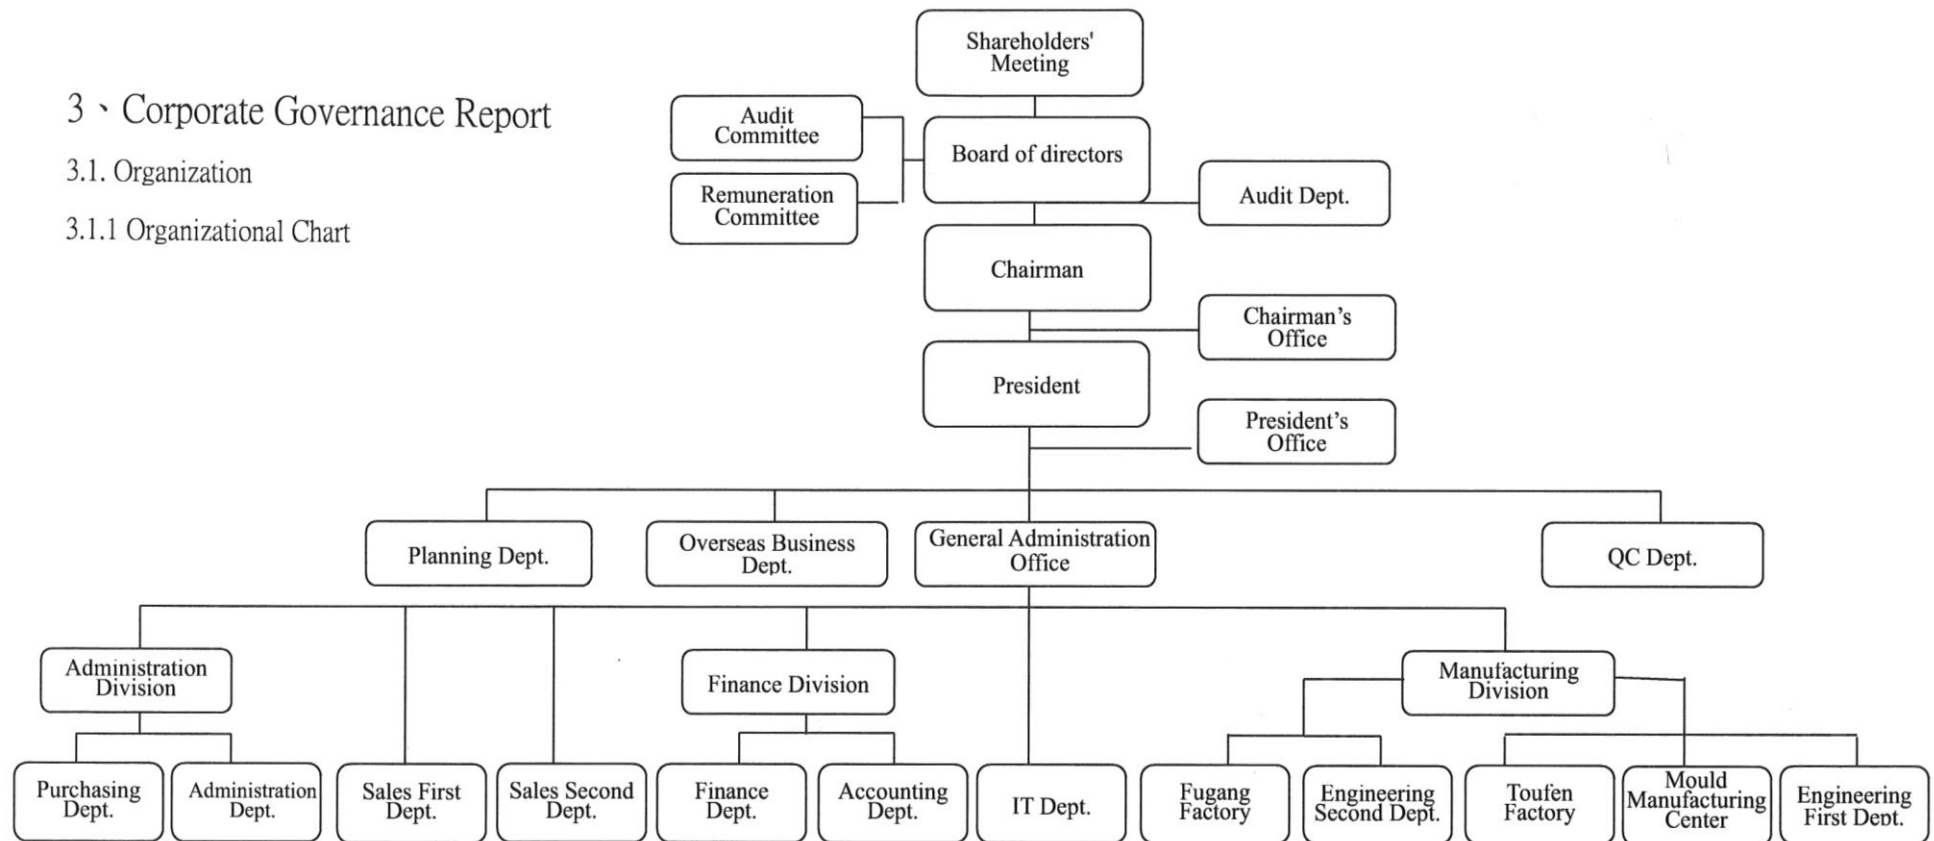 Shareholders'
Meeting
3、Corporate Governance Report
Audit
Committee
Board of directors
3.1. Organization
Remuneration
Committee
Audit Dept.
3.1.1 Organizational Chart
Chairman
Chairman’s
Office
President
President’s
Office
Planning Dept.
Overseas Business
Dept.
General Administration
Office
QC Dept.
Administration
Division
Finance Division
Manufacturing
Division
Purchasing
Dept.
Administration
Dept.
Sales First
Dept.
Sales Second
Dept.
Finance
Dept.
Accounting
Dept.
IT Dept.
Fugang
Factory
Engineering
Second Dept.
Toufen
Factory
Mould
Manufacturing
Center
Engineering
First Dept.